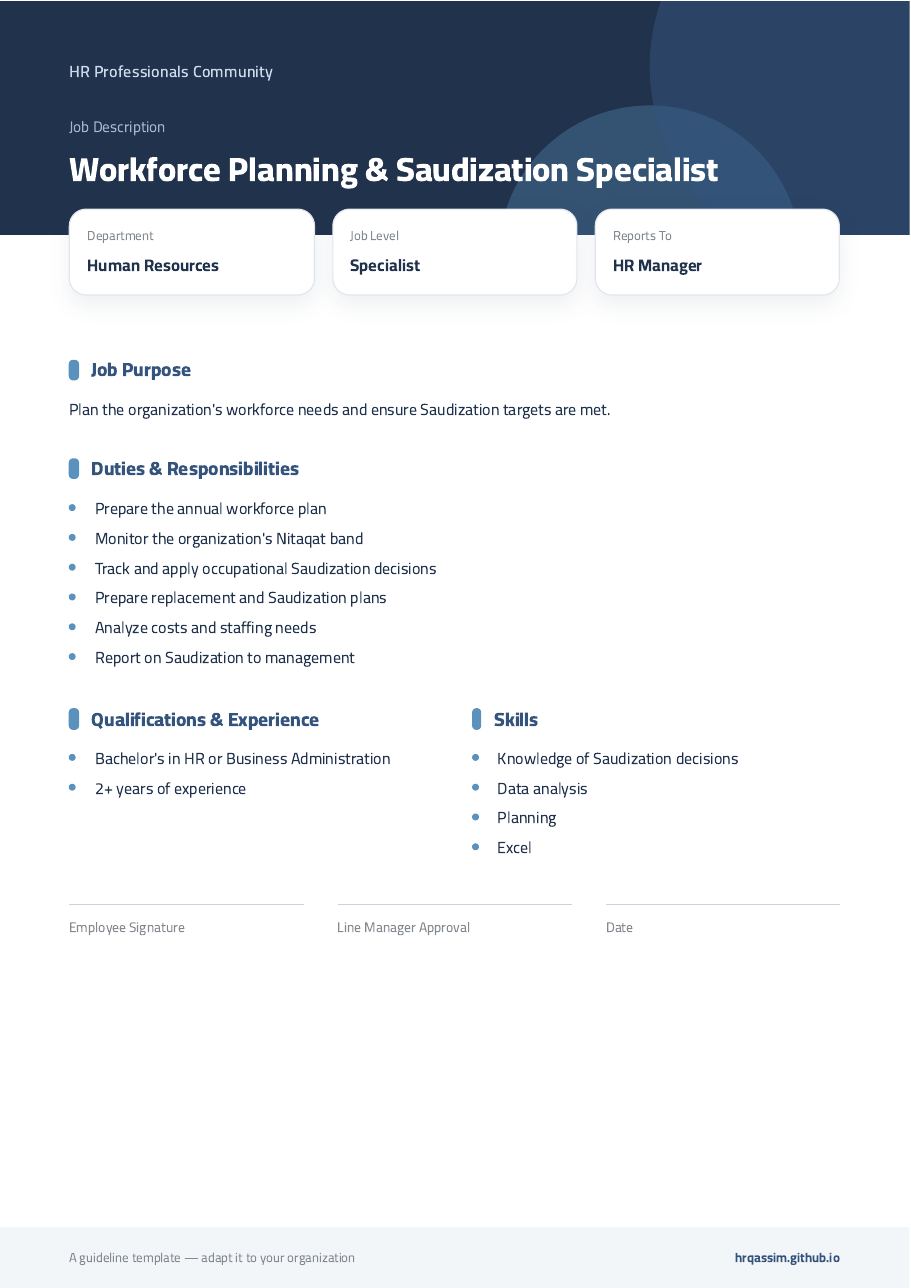 HR Professionals Community
Job Description
Workforce Planning & Saudization Specialist
Department
Human Resources
Job Level
Specialist
Reports To
HR Manager
Job Purpose
Plan the organization's workforce needs and ensure Saudization targets are met.
Duties & Responsibilities
Prepare the annual workforce plan
Monitor the organization's Nitaqat band
Track and apply occupational Saudization decisions
Prepare replacement and Saudization plans
Analyze costs and staffing needs
Report on Saudization to management
Qualifications & Experience
Bachelor's in HR or Business Administration
2+ years of experience
Skills
Knowledge of Saudization decisions
Data analysis
Planning
Excel
Employee Signature
Line Manager Approval
Date
A guideline template — adapt it to your organization
hrqassim.github.io